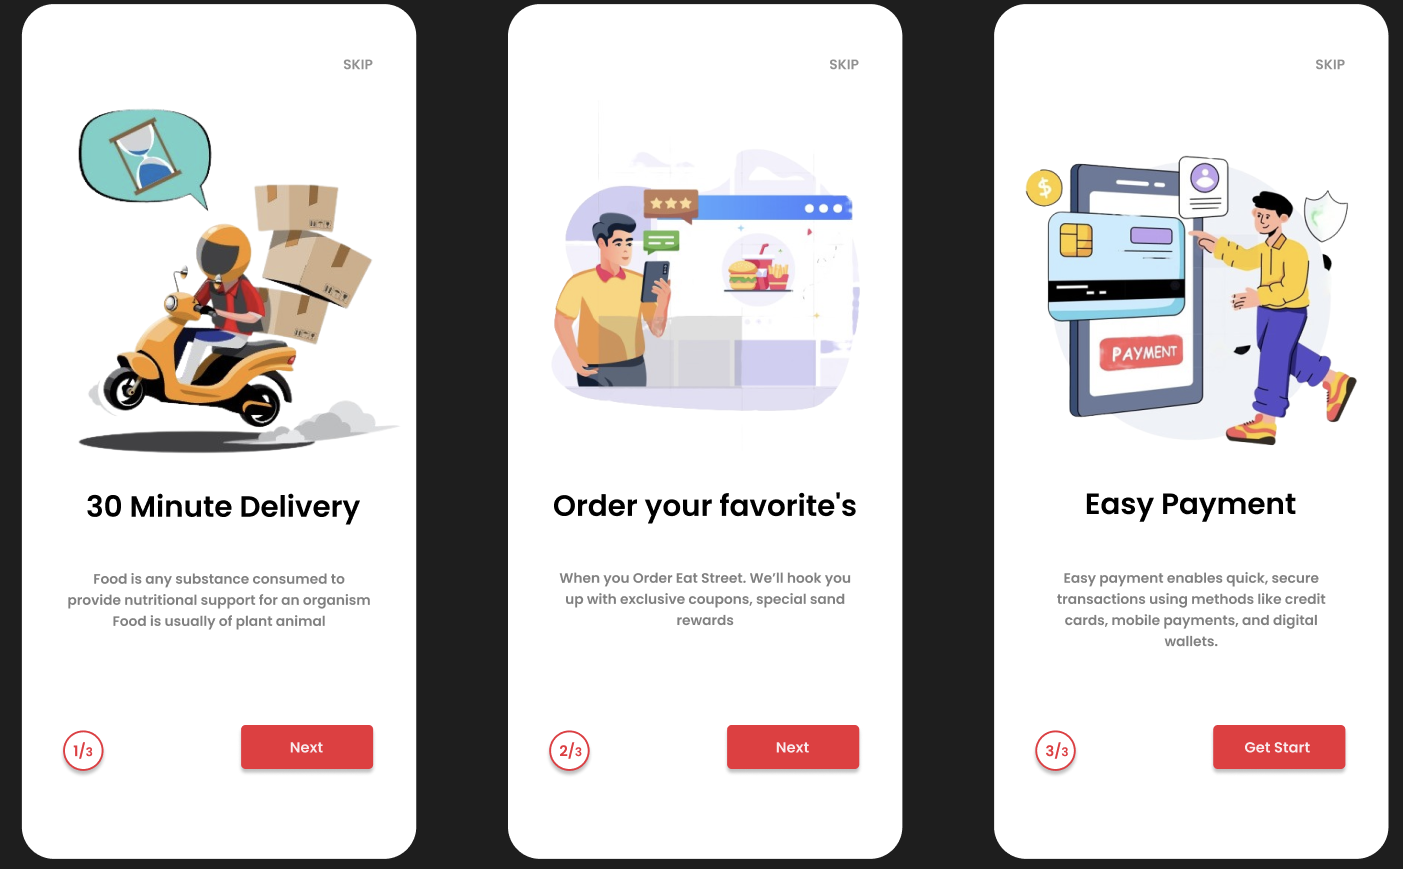 SKIP
30 Minute Delivery
Food is any substance consumed to
provide nutritional support for an organism
Food is usually of plant animal
1/3
Next
SKIP
Order your favorite's
When you Order Eat Street. We'll hook you
up with exclusive coupons, special sand
rewards
2/3
Next
SKIP
$
PAYMENT
Easy Payment
Easy payment enables quick, secure
transactions using methods like credit
cards, mobile payments, and digital
wallets.
3/3
Get Start